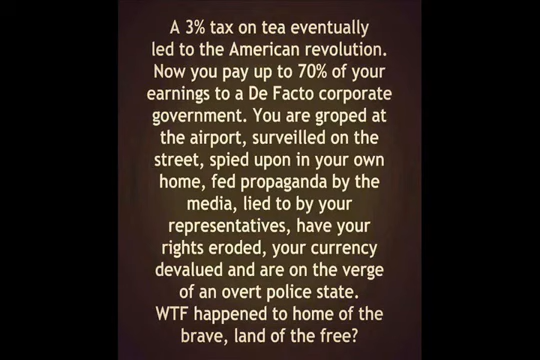 A 3% tax on tea eventually
led to the American revolution.
Now you pay up to 70% of your
earnings to a De Facto corporate
government. You are groped at
the airport, surveilled on the
street, spied upon in your own
home, fed propaganda by the
media, lied to by your
representatives, have your
rights eroded, your currency
devalued and are on the verge
of an overt police state.
WTF happened to home of the
brave, land of the free?